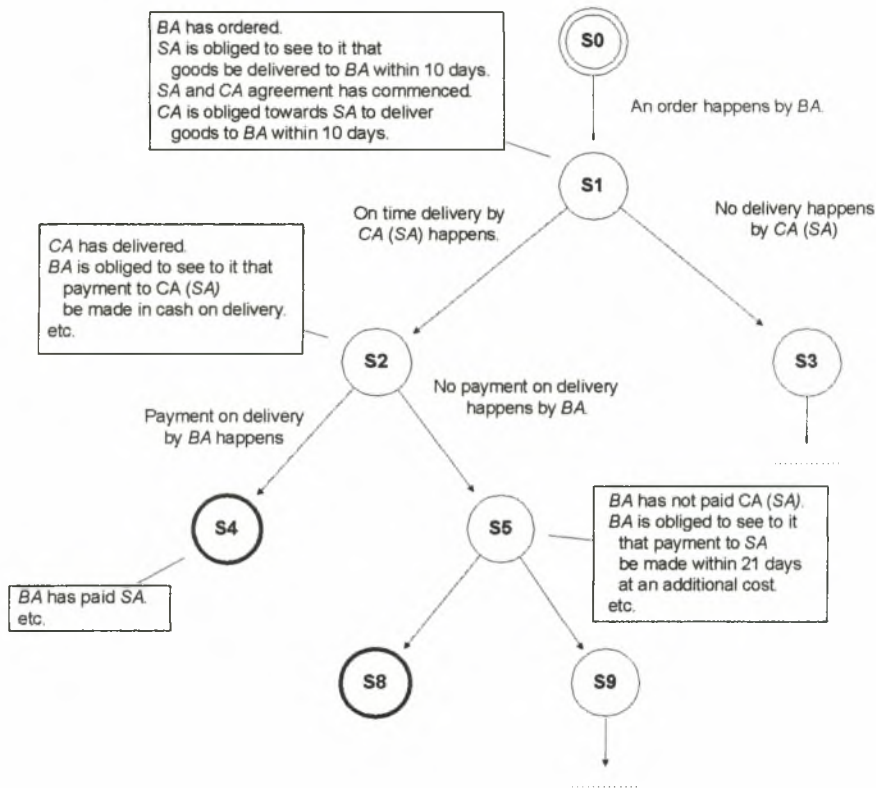 BA has ordered.
SA is obliged to see to it that
goods be delivered to BA within 10 days.
SA and CA agreement has commenced.
CA is obliged towards SA to deliver
goods to BA within 10 days.
S0
An order happens by BA.
S1
On time delivery by
CA (SA) happens.
No delivery happens
by CA (SA)
CA has delivered.
BA is obliged to see to it that
payment to CA (SA)
be made in cash on delivery.
etc.
S2
S3
Payment on delivery
by BA happens
No payment on delivery
happens by BA.
S4
S5
BA has not paid CA (SA).
BA is obliged to see to it
that payment to SA
be made within 21 days
at an additional cost.
etc.
BA has paid SA.
etc.
S8
S9